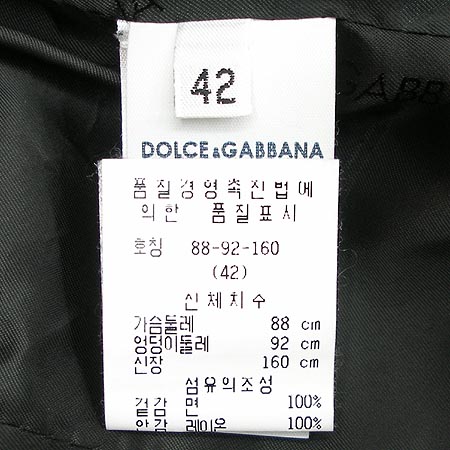 42
DOLCE&GABBANA
품질경영촉진법에
의한 품질표시
호칭 88-92-160
(42)
신체치수
가슴둘레 88 cm
엉덩이둘레 92 cm
신장 160 cm
섬유의조성
겉감 면 100%
안감 레이온 100%
GABB